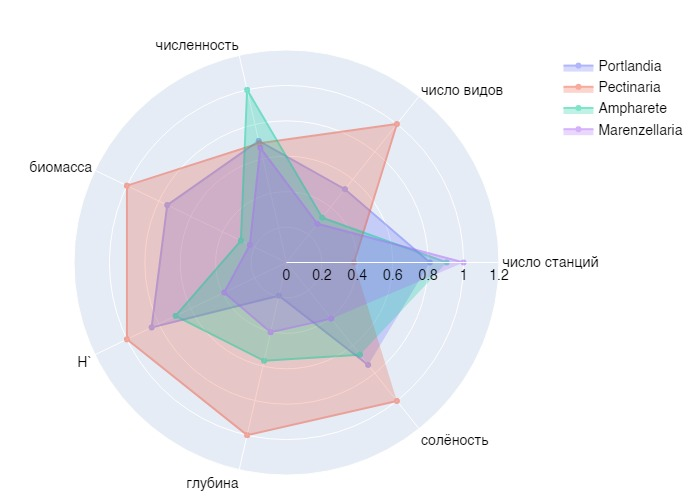 численность
число видов
биомасса
число станций
0 0.2 0.4 0.6 0.8 1 1.2
H`
солёность
глубина
Portlandia
Pectinaria
Ampharete
Marenzellaria